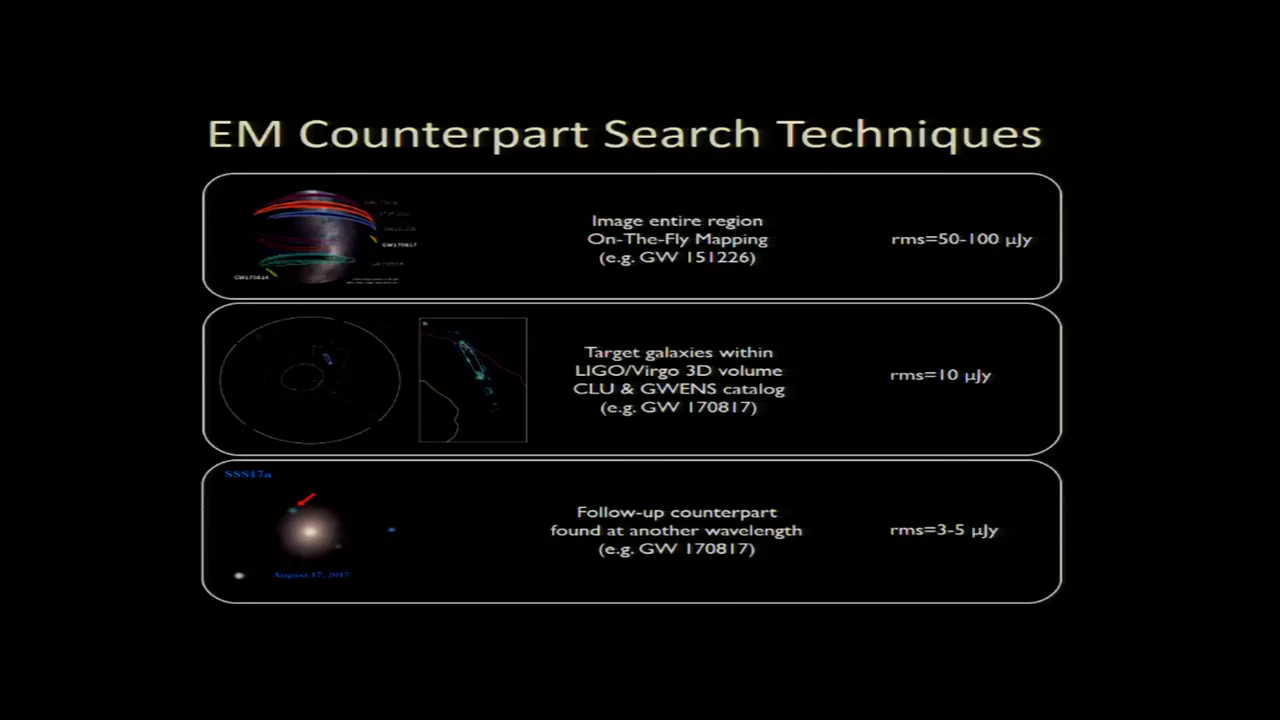 EM Counterpart Search Techniques
GW170817
GW170814
Image entire region
On-The-Fly Mapping
(e.g. GW 151226)
rms=50-100 µJy
Target galaxies within
LIGO/Virgo 3D volume
CLU & GWENS catalog
(e.g. GW 170817)
rms=10 µJy
SSS17a
August 17, 2017
Follow-up counterpart
found at another wavelength
(e.g. GW 170817)
rms=3-5 µJy